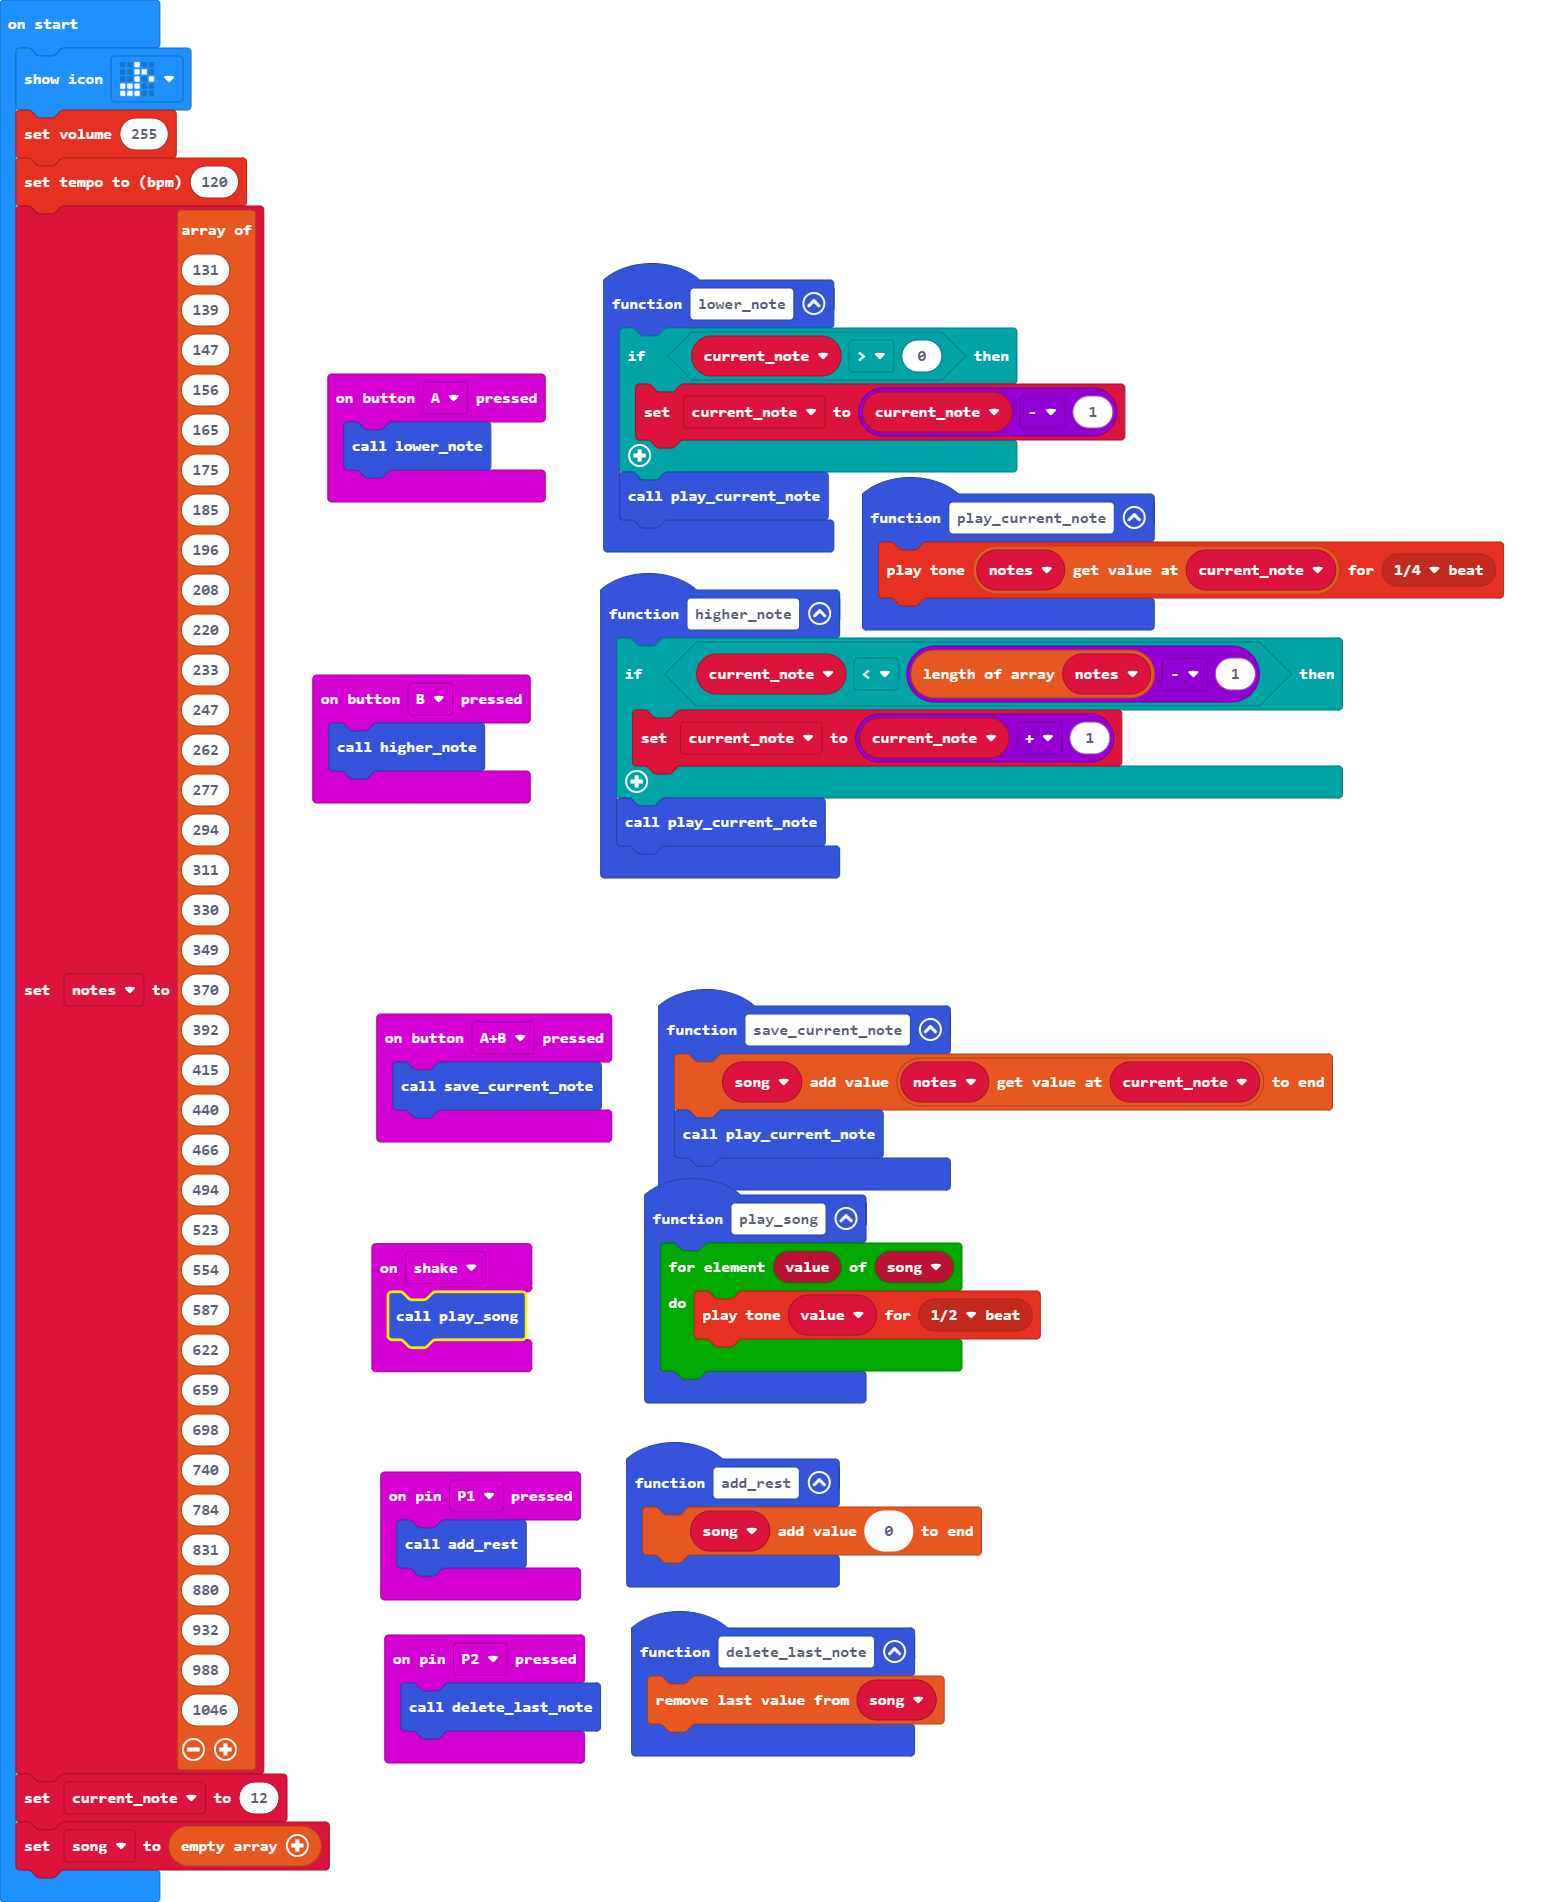 on start
show icon
set volume 255
set tempo to (bpm) 120
set notes to
array of
131
139
147
156
165
175
185
196
208
220
233
247
262
277
294
311
330
349
370
392
415
440
466
494
523
554
587
622
659
698
740
784
831
880
932
988
1046
set current_note to 12
set song to empty array
on button A pressed
call lower_note
function lower_note
if current_note > 0 then
set current_note to current_note - 1
call play_current_note
function play_current_note
play tone notes get value at current_note for 1/4 beat
on button B pressed
call higher_note
function higher_note
if current_note < length of array notes - 1 then
set current_note to current_note + 1
call play_current_note
on button A+B pressed
call save_current_note
function save_current_note
song add value notes get value at current_note to end
call play_current_note
on shake
call play_song
function play_song
for element value of song
do play tone value for 1/2 beat
on pin P1 pressed
call add_rest
function add_rest
song add value 0 to end
on pin P2 pressed
call delete_last_note
function delete_last_note
remove last value from song